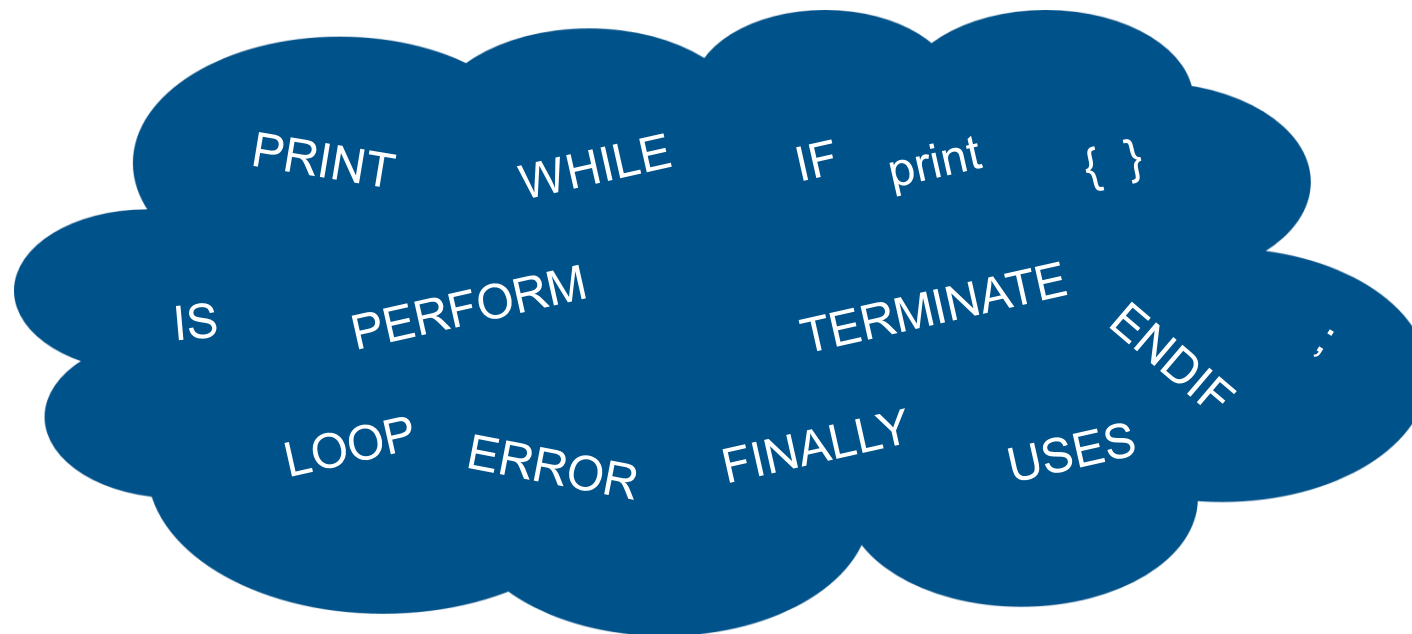 PRINT WHILE IF print { }
IS PERFORM TERMINATE ENDIF ;
LOOP ERROR FINALLY USES